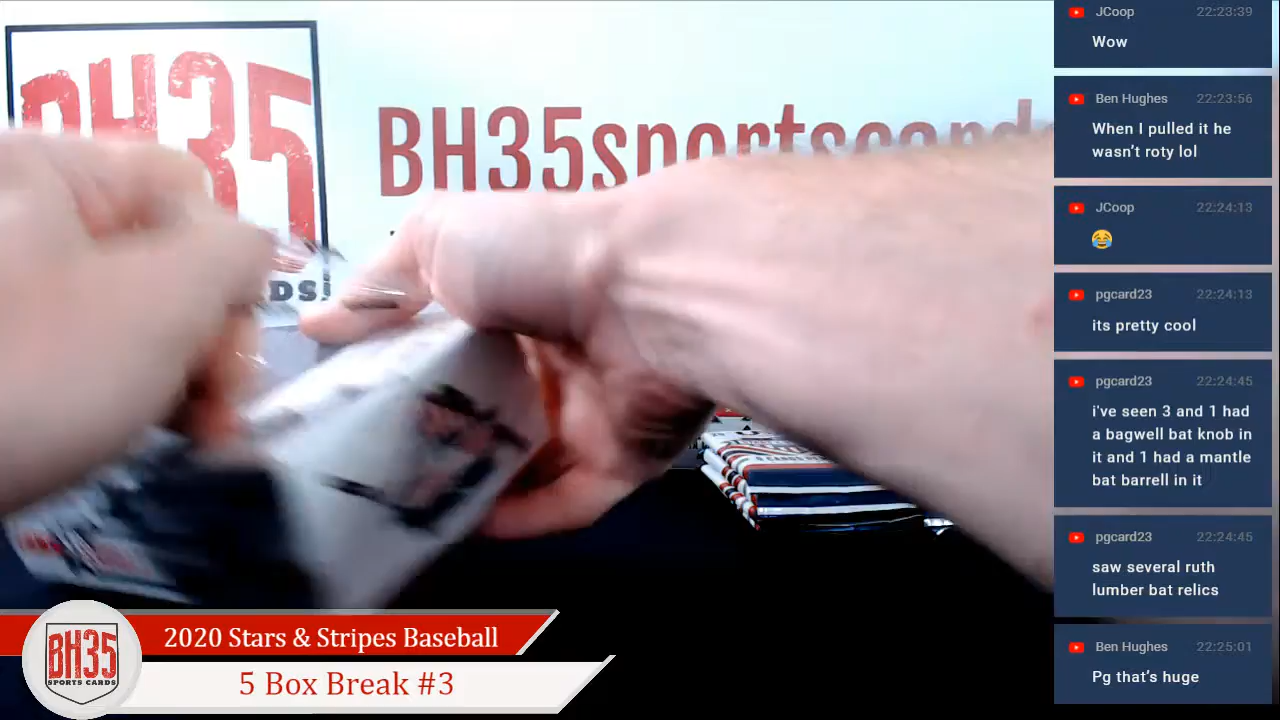 BH35
BH35sportscard
DS!
JCoop 22:23:39
Wow
Ben Hughes 22:23:56
When I pulled it he
wasn't roty lol
JCoop 22:24:13
😂
pgcard23 22:24:13
its pretty cool
pgcard23 22:24:45
i've seen 3 and 1 had
a bagwell bat knob in
it and 1 had a mantle
bat barrell in it
pgcard23 22:24:45
saw several ruth
lumber bat relics
Ben Hughes 22:25:01
Pg that's huge
2020 Stars & Stripes Baseball
5 Box Break #3
BH35
SPORTS CARDS